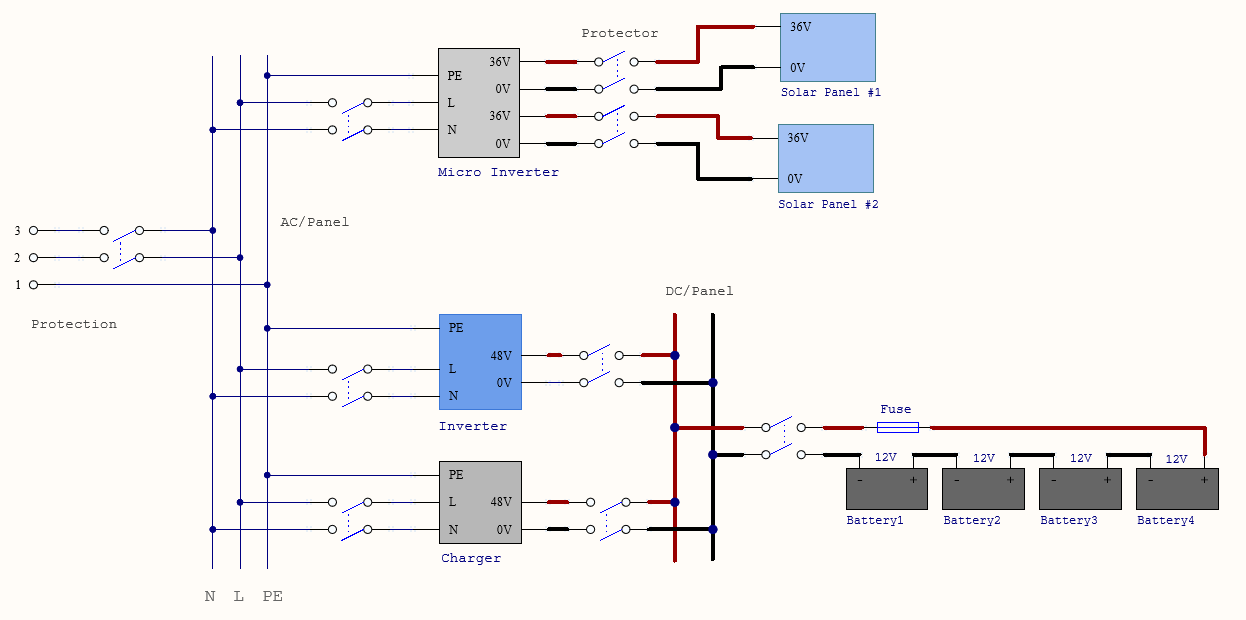 Protector
36V
0V
Solar Panel #1
36V
0V
Solar Panel #2
PE
L
N
36V
0V
36V
0V
Micro Inverter
AC/Panel
3
2
1
Protection
DC/Panel
PE
L
N
48V
0V
Inverter
PE
L
N
48V
0V
Charger
Fuse
12V 12V 12V 12V
- + - + - + - +
Battery1 Battery2 Battery3 Battery4
N L PE